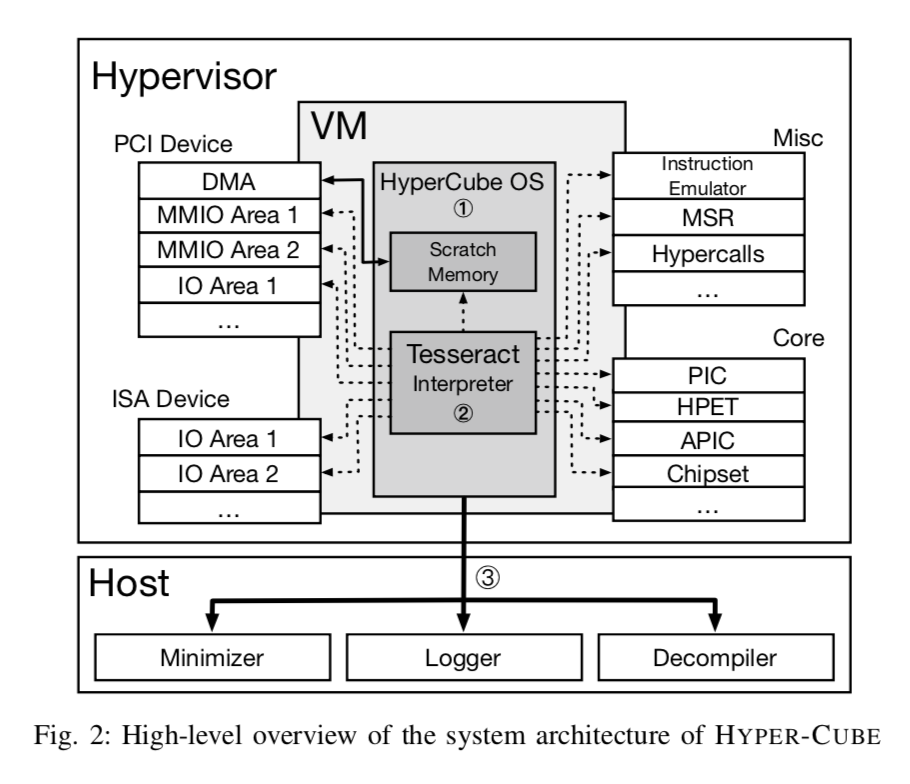 Hypervisor
VM
PCI Device
DMA
MMIO Area 1
MMIO Area 2
IO Area 1
...
ISA Device
IO Area 1
IO Area 2
...
HyperCube OS
①
Scratch
Memory
Tesseract
Interpreter
②
Misc
Instruction
Emulator
MSR
Hypercalls
...
Core
PIC
HPET
APIC
Chipset
...
Host
③
Minimizer
Logger
Decompiler
Fig. 2: High-level overview of the system architecture of HYPER-CUBE